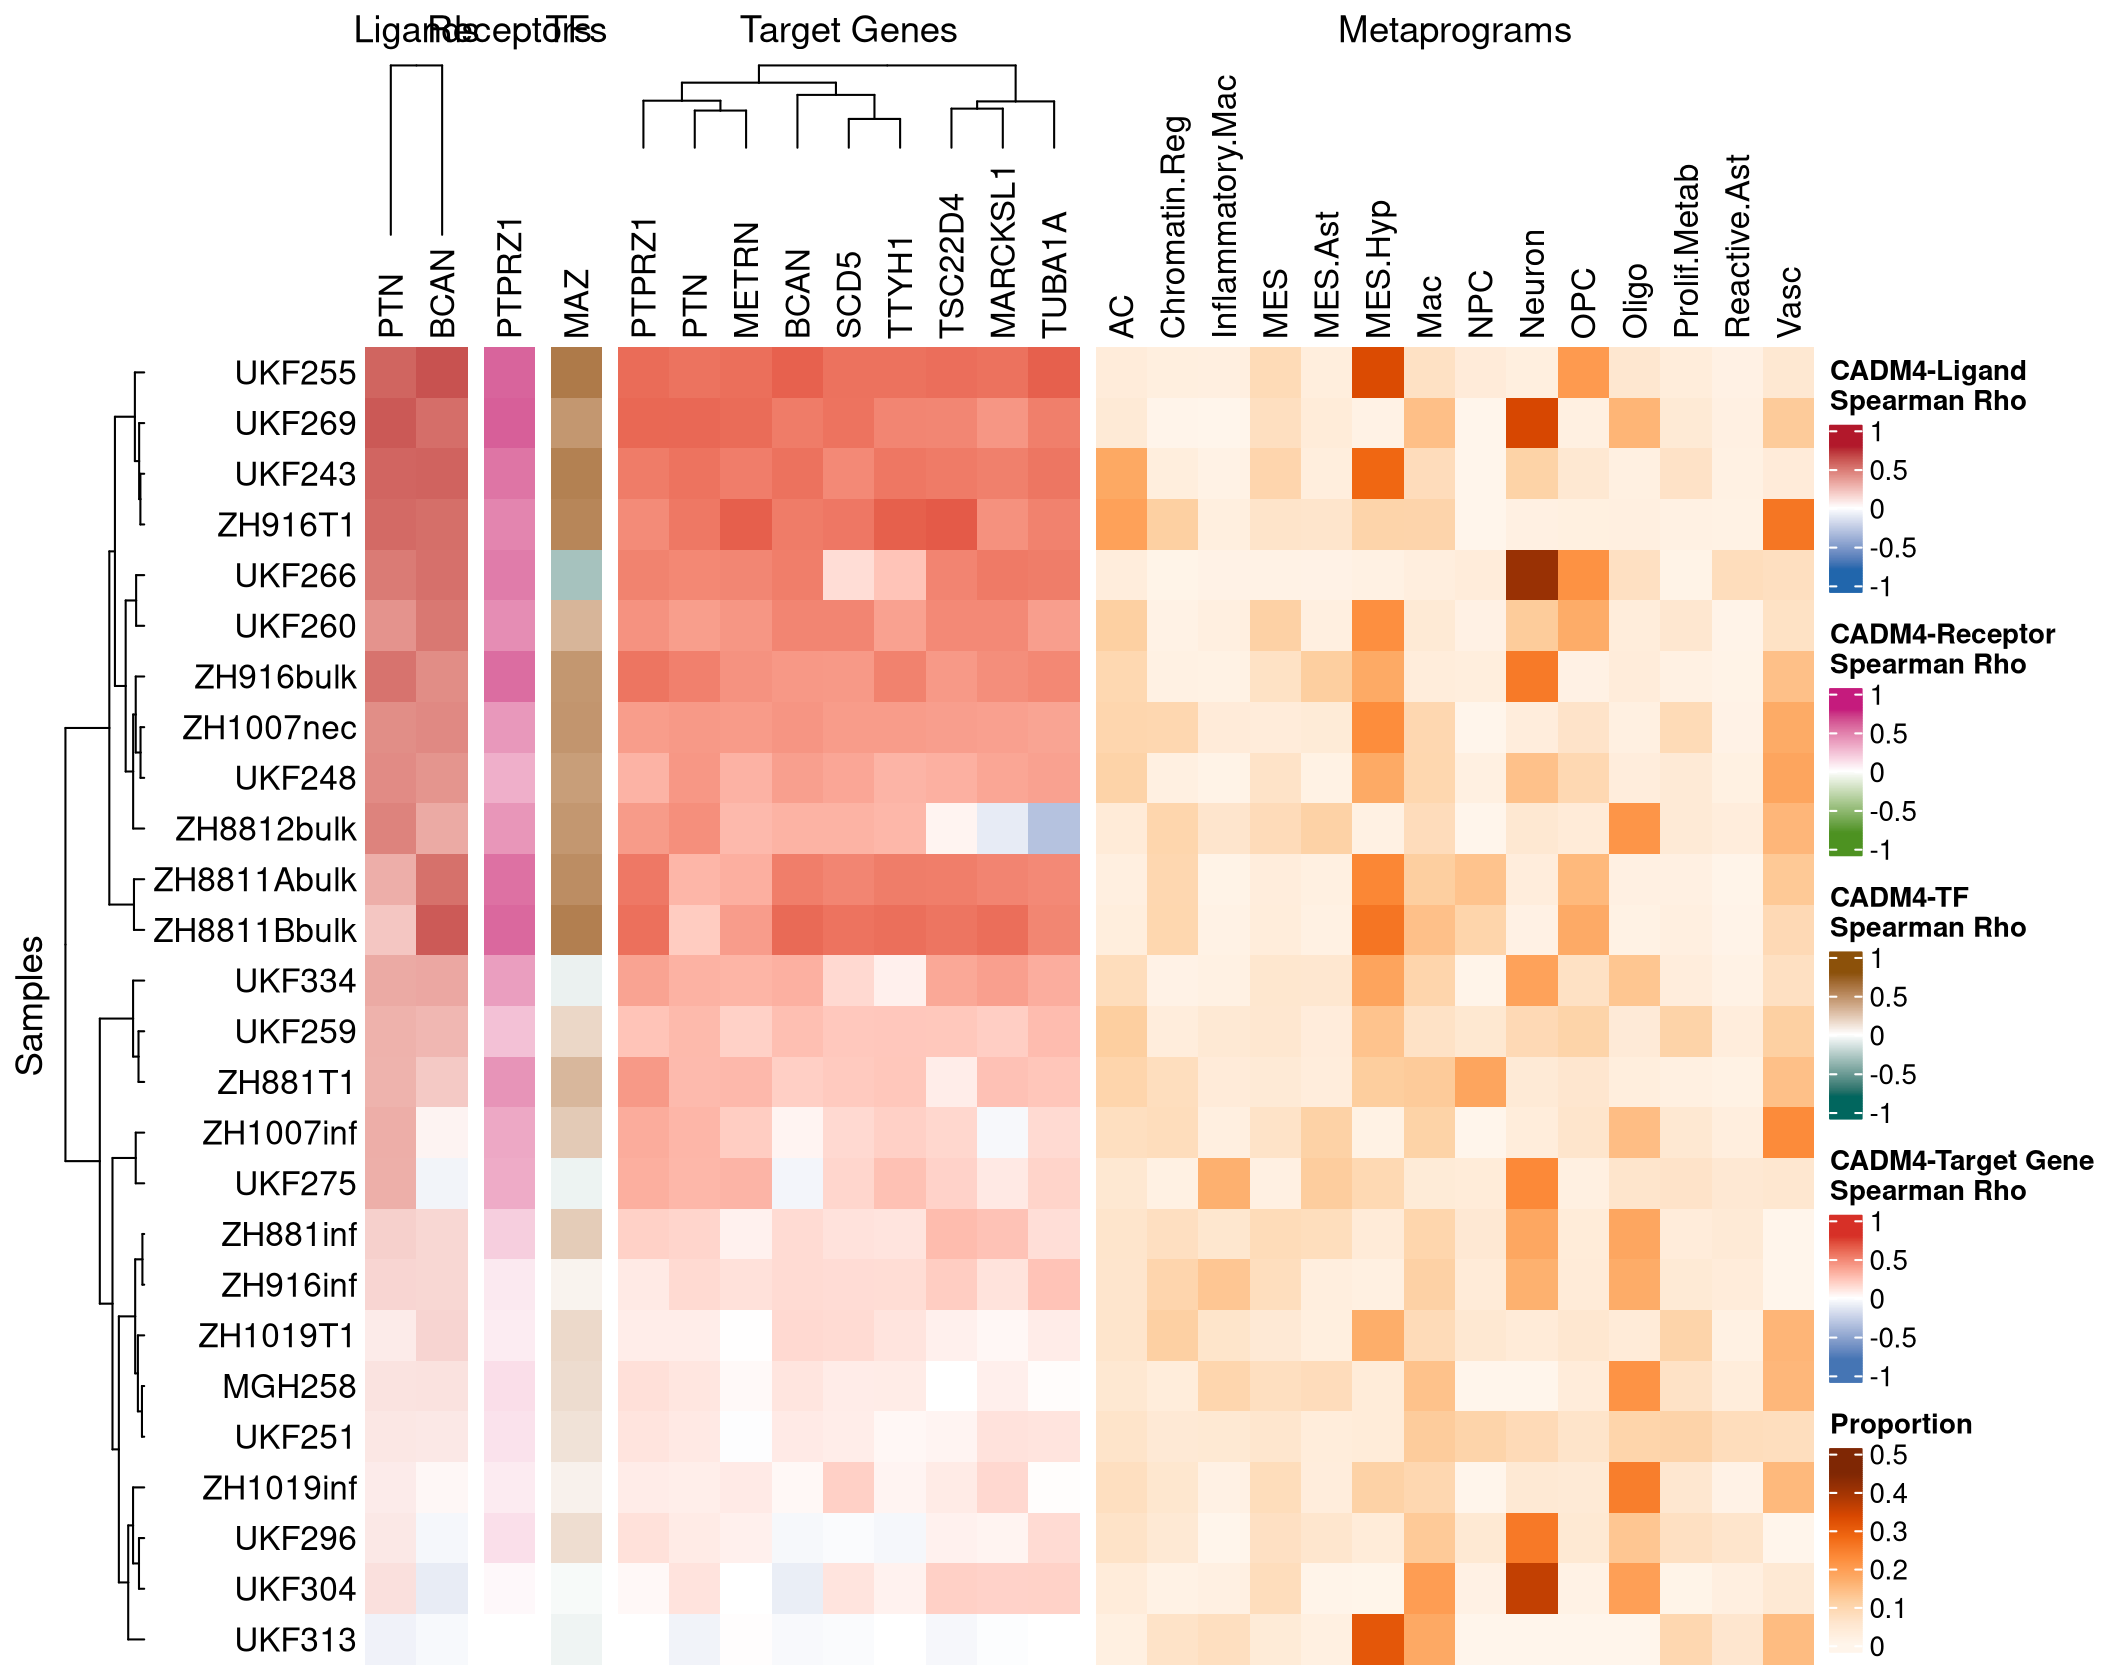 Ligands Receptors TFs Target Genes Metaprograms
PTN
BCAN
PTPRZ1
MAZ
PTPRZ1
PTN
METRN
BCAN
SCD5
TTYH1
TSC22D4
MARCKSL1
TUBA1A
AC
Chromatin.Reg
Inflammatory.Mac
MES
MES.Ast
MES.Hyp
Mac
NPC
Neuron
OPC
Oligo
Prolif.Metab
Reactive.Ast
Vasc
Samples
UKF255
UKF269
UKF243
ZH916T1
UKF266
UKF260
ZH916bulk
ZH1007nec
UKF248
ZH8812bulk
ZH8811Abulk
ZH8811Bbulk
UKF334
UKF259
ZH881T1
ZH1007inf
UKF275
ZH881inf
ZH916inf
ZH1019T1
MGH258
UKF251
ZH1019inf
UKF296
UKF304
UKF313
CADM4-Ligand
Spearman Rho
1
0.5
0
-0.5
-1
CADM4-Receptor
Spearman Rho
1
0.5
0
-0.5
-1
CADM4-TF
Spearman Rho
1
0.5
0
-0.5
-1
CADM4-Target Gene
Spearman Rho
1
0.5
0
-0.5
-1
Proportion
0.5
0.4
0.3
0.2
0.1
0